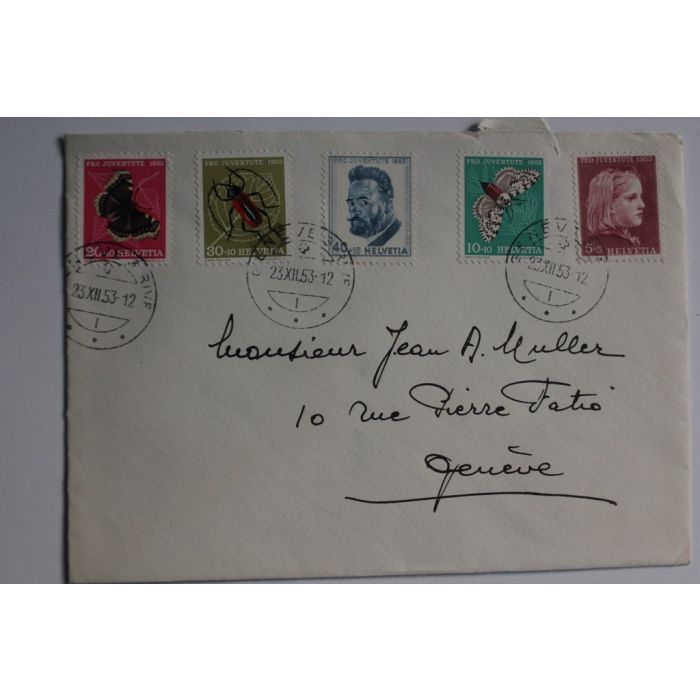 PRO JUVENTUTE 1953
20+10 HELVETIA
PRO JUVENTUTE 1953
30+10 HELVETIA
PRO JUVENTUTE 1953
40+10 HELVETIA
PRO JUVENTUTE 1953
10+10 HELVETIA
PRO JUVENTUTE 1953
5+5 HELVETIA
23.XII.53-12
I
GENÈVE
23.XII.53-12
I
GENÈVE
23.XII.53-12
I
Monsieur Jean A. Muller
10 rue Pierre Fatio
Genève